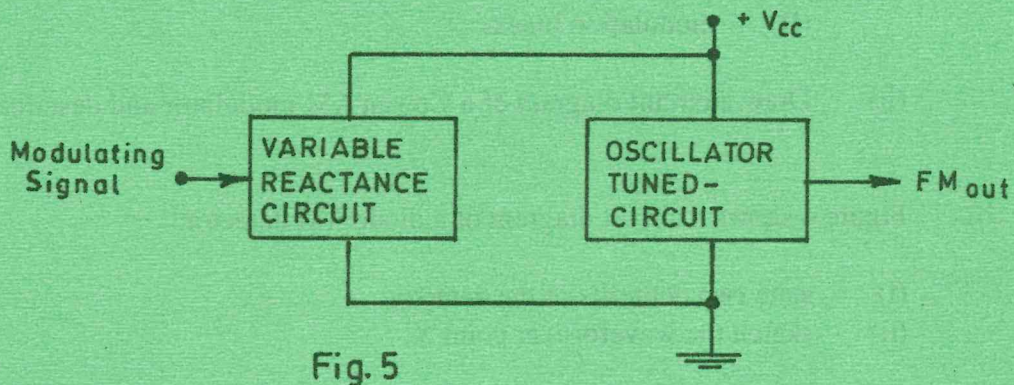 + Vcc
Modulating
Signal
VARIABLE
REACTANCE
CIRCUIT
OSCILLATOR
TUNED-
CIRCUIT
FM out
Fig. 5